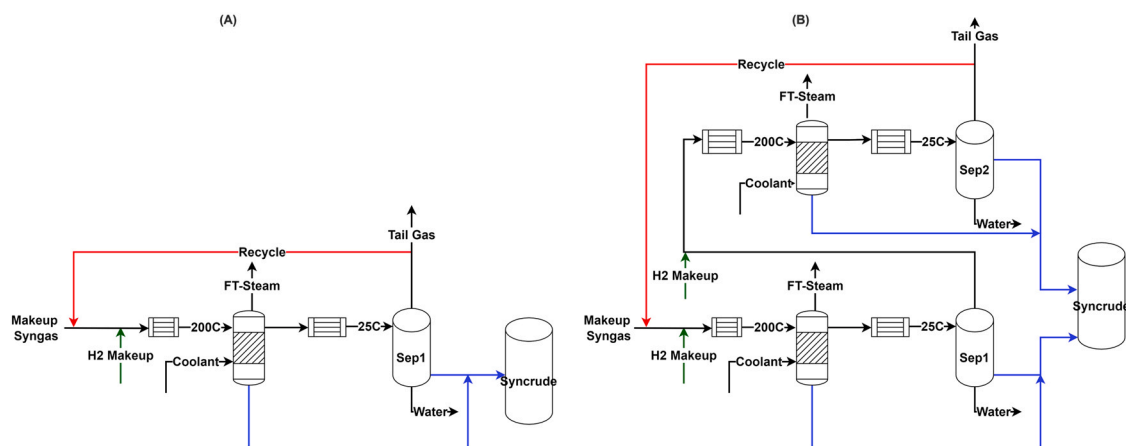 (A)
Tail Gas
Recycle
FT-Steam
Makeup
Syngas
200C
25C
H2 Makeup
Coolant
Sep1
Syncrude
Water
(B)
Tail Gas
Recycle
FT-Steam
200C
25C
Coolant
Sep2
Water
H2 Makeup
FT-Steam
Makeup
Syngas
200C
25C
H2 Makeup
Coolant
Sep1
Syncrude
Water